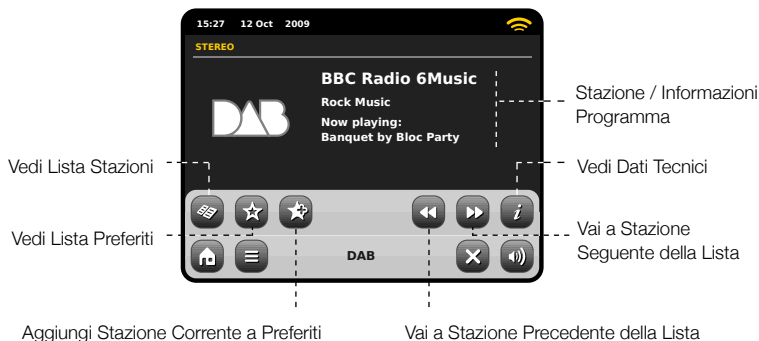 15:27 12 Oct 2009
STEREO
DAB
BBC Radio 6Music
Rock Music
Now playing:
Banquet by Bloc Party
Stazione / Informazioni
Programma
Vedi Lista Stazioni
Vedi Dati Tecnici
i
Vedi Lista Preferiti
Vai a Stazione
Seguente della Lista
DAB
Aggiungi Stazione Corrente a Preferiti
Vai a Stazione Precedente della Lista